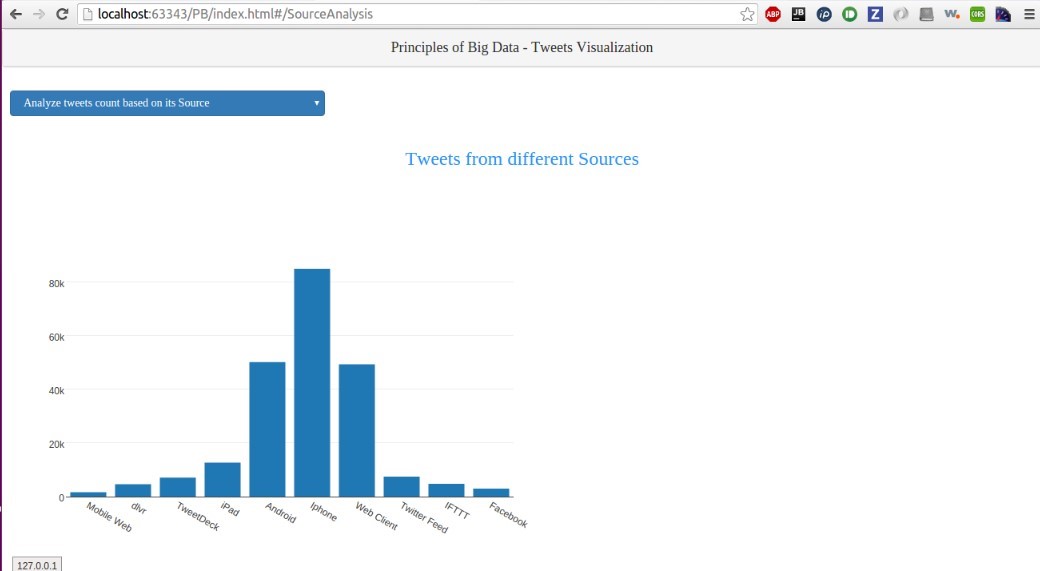 localhost:63343/PB/index.html#/SourceAnalysis
ABP
JB
iP
Z
w.
CORS
Principles of Big Data - Tweets Visualization
Analyze tweets count based on its Source
Tweets from different Sources
80k
60k
40k
20k
0
Mobile Web
dlvr
TweetDeck
iPad
Android
Iphone
Web Client
Twitter Feed
IFTTT
Facebook
127.0.0.1